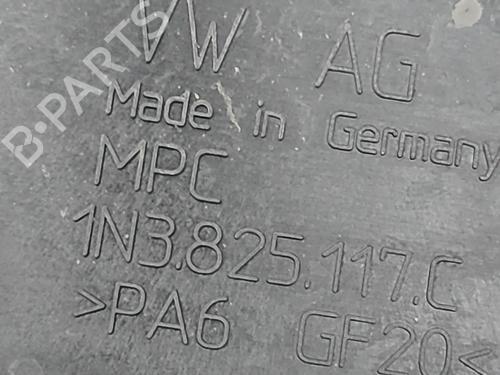 VW AG
Made in Germany
MPC
1N3.825.117.C
>PA6 GF20<
B-PARTS